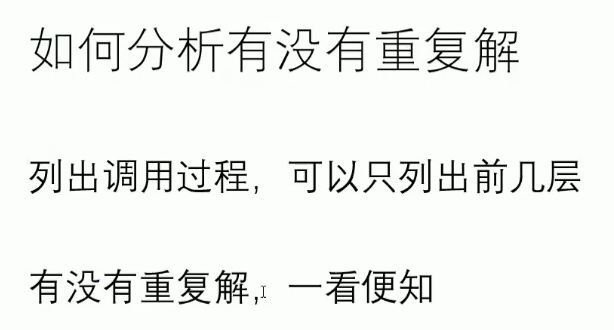 如何分析有没有重复解
列出调用过程，可以只列出前几层
有没有重复解，一看便知